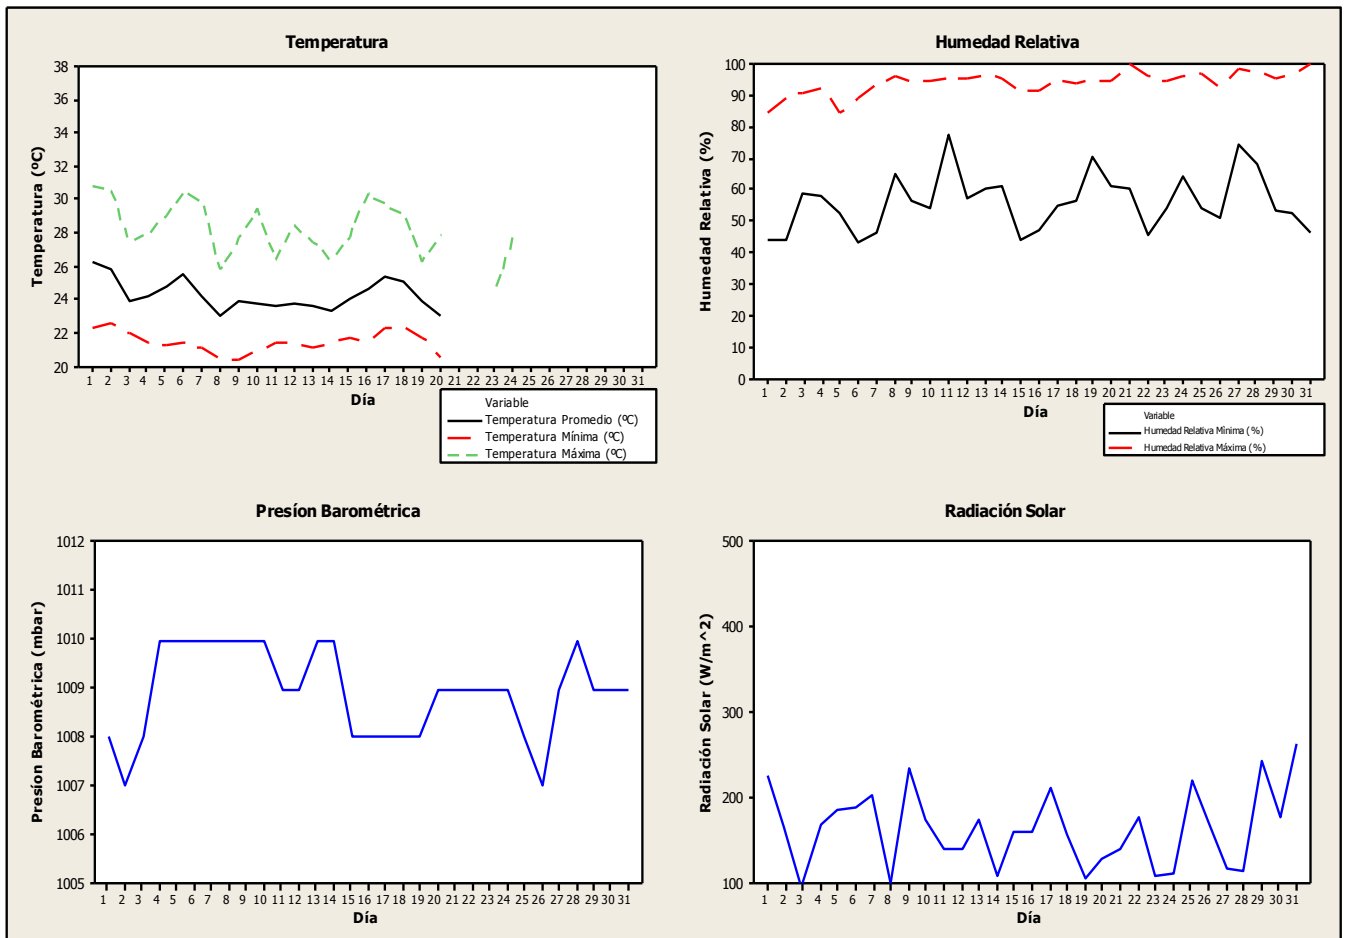 Temperatura
38
36
34
32
30
28
26
24
22
20
Temperatura (ºC)
1 2 3 4 5 6 7 8 9 10 11 12 13 14 15 16 17 18 19 20 21 22 23 24 25 26 27 28 29 30 31
Día
Variable
Temperatura Promedio (ºC)
Temperatura Mínima (ºC)
Temperatura Máxima (ºC)
Humedad Relativa
100
90
80
70
60
50
40
30
20
10
0
Humedad Relativa (%)
1 2 3 4 5 6 7 8 9 10 11 12 13 14 15 16 17 18 19 20 21 22 23 24 25 26 27 28 29 30 31
Día
Variable
Humedad Relativa Mínima (%)
Humedad Relativa Máxima (%)
Presíon Barométrica
1012
1011
1010
1009
1008
1007
1006
1005
Presíon Barométrica (mbar)
1 2 3 4 5 6 7 8 9 10 11 12 13 14 15 16 17 18 19 20 21 22 23 24 25 26 27 28 29 30 31
Día
Radiación Solar
500
400
300
200
100
Radiación Solar (W/m^2)
1 2 3 4 5 6 7 8 9 10 11 12 13 14 15 16 17 18 19 20 21 22 23 24 25 26 27 28 29 30 31
Día